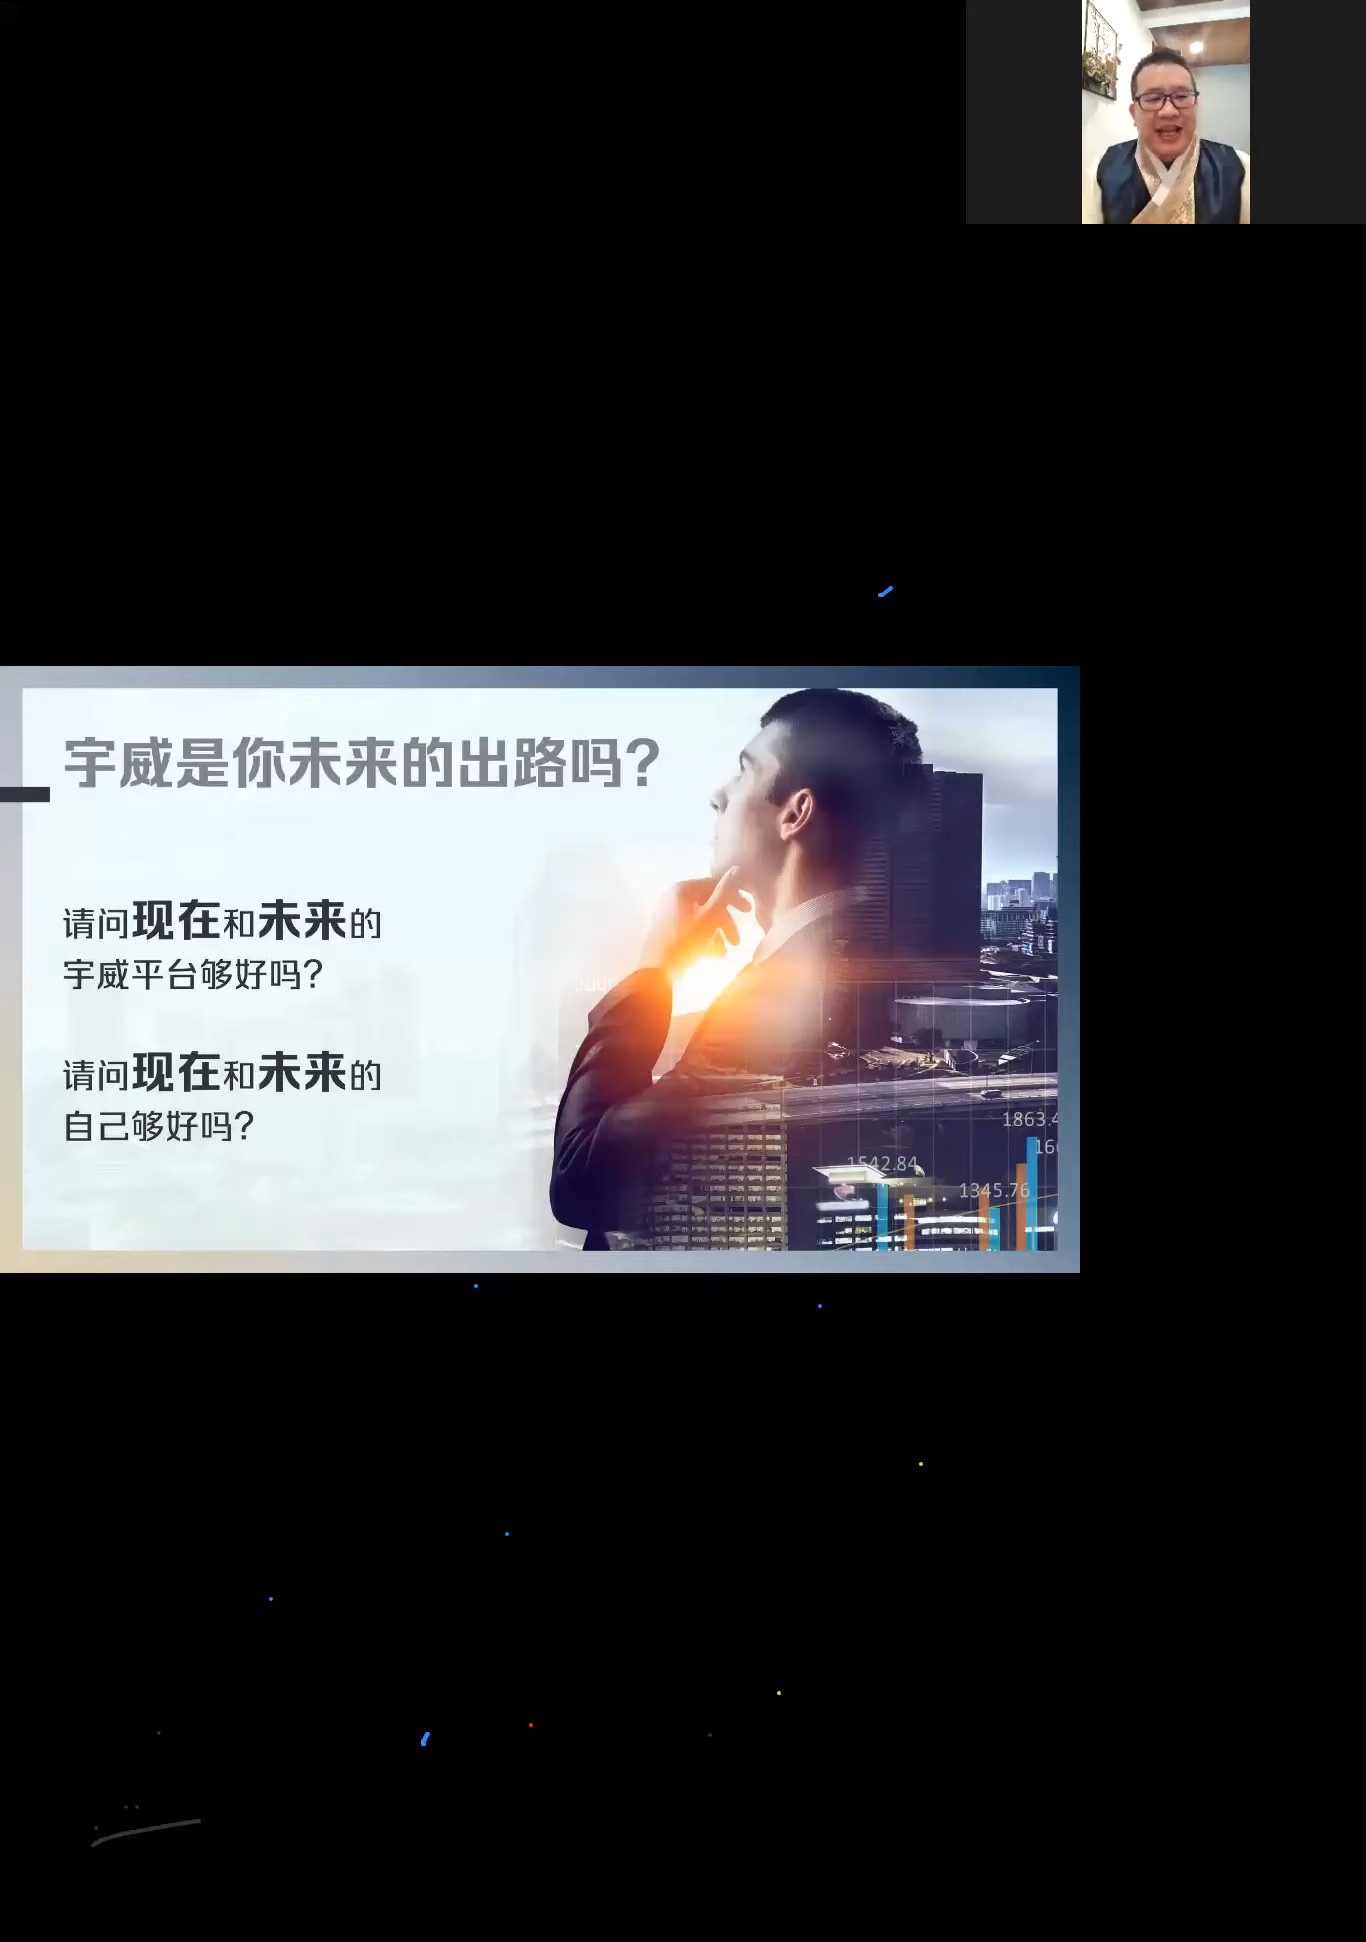 宇威是你未来的出路吗？
请问现在和未来的
宇威平台够好吗？
请问现在和未来的
自己够好吗？
1863.4
166
1542.84
1345.76